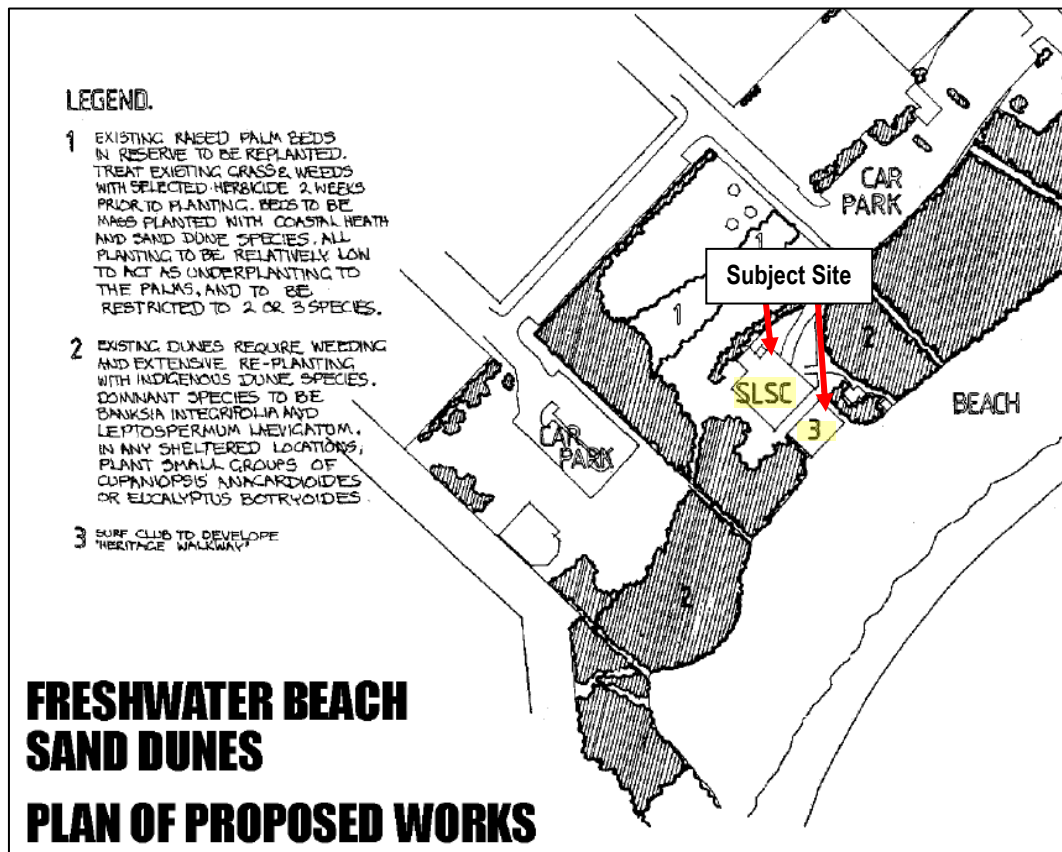 LEGEND.
1 EXISTING RAISED PALM BEDS
IN RESERVE TO BE REPLANTED.
TREAT EXISTING GRASS & WEEDS
WITH SELECTED HERBICIDE 2 WEEKS
PRIOR TO PLANTING. BEDS TO BE
MASS PLANTED WITH COASTAL HEATH
AND SAND DUNE SPECIES. ALL
PLANTING TO BE RELATIVELY LOW
TO ACT AS UNDERPLANTING TO
THE PALMS, AND TO BE
RESTRICTED TO 2 OR 3 SPECIES.
2 EXISTING DUNES REQUIRE WEEDING
AND EXTENSIVE RE-PLANTING
WITH INDIGENOUS DUNE SPECIES.
DOMINANT SPECIES TO BE
BANKSIA INTEGRIFOLIA AND
LEPTOSPERMUM LAEVIGATUM.
IN ANY SHELTERED LOCATIONS,
PLANT SMALL GROUPS OF
CUPANIOPSIS ANACARDIOIDES
OR EUCALYPTUS BOTRYOIDES
3 SURF CLUB TO DEVELOPE
'HERITAGE WALKWAY'
CAR
PARK
1
Subject Site
1
2
SLSC
BEACH
3
CAR
PARK
2
FRESHWATER BEACH
SAND DUNES
PLAN OF PROPOSED WORKS